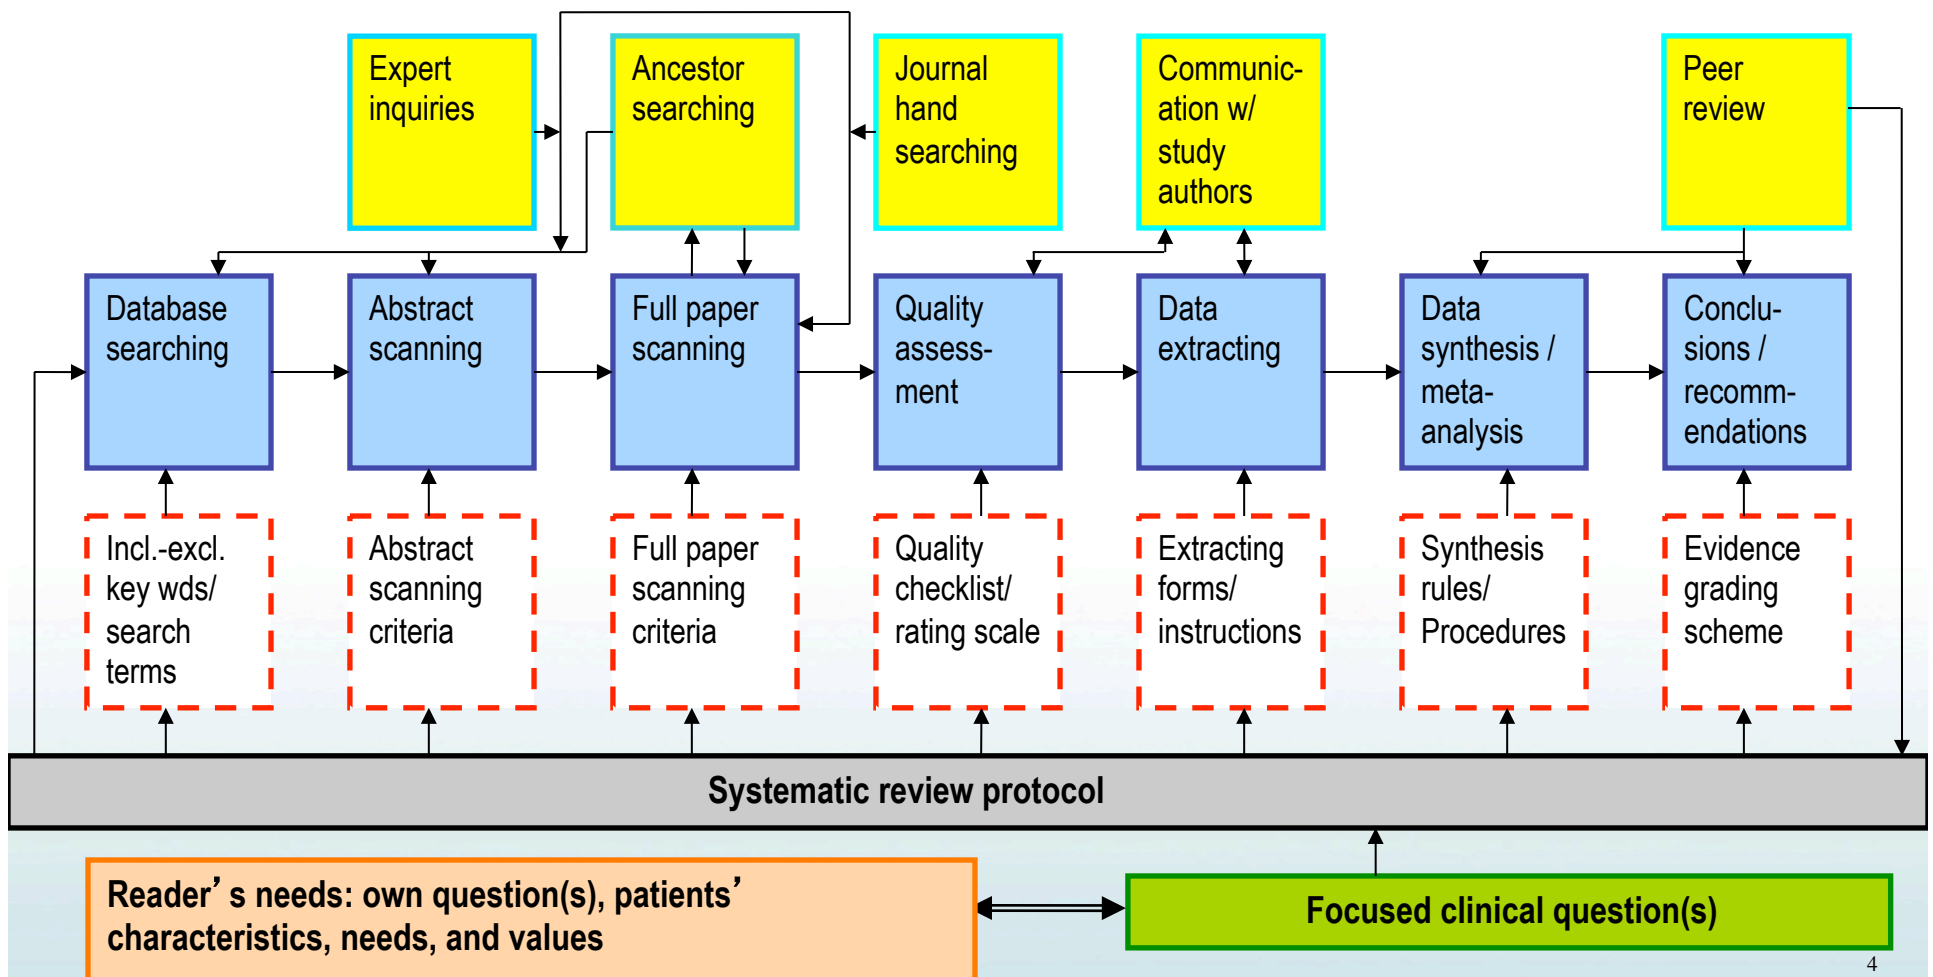 Expert
inquiries
Ancestor
searching
Journal
hand
searching
Communic-
ation w/
study
authors
Peer
review
Database
searching
Abstract
scanning
Full paper
scanning
Quality
assess-
ment
Data
extracting
Data
synthesis /
meta-
analysis
Conclu-
sions /
recomm-
endations
Incl.-excl.
key wds/
search
terms
Abstract
scanning
criteria
Full paper
scanning
criteria
Quality
checklist/
rating scale
Extracting
forms/
instructions
Synthesis
rules/
Procedures
Evidence
grading
scheme
Systematic review protocol
Reader’s needs: own question(s), patients’
characteristics, needs, and values
Focused clinical question(s)
4